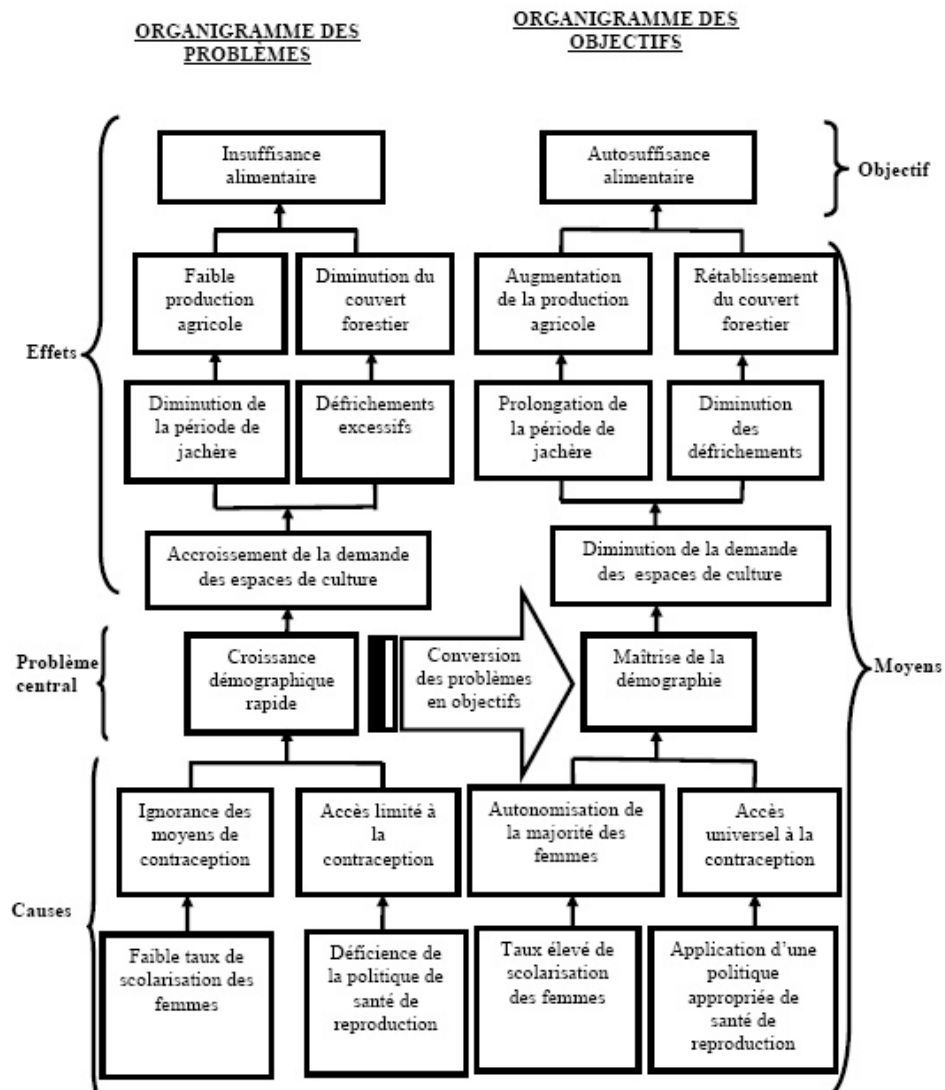 ORGANIGRAMME DES
PROBLÈMES
ORGANIGRAMME DES
OBJECTIFS
Insuffisance
alimentaire
Autosuffisance
alimentaire
Objectif
Faible
production
agricole
Diminution du
couvert
forestier
Augmentation
de la production
agricole
Rétablissement
du couvert
forestier
Effets
Diminution de
la période de
jachère
Défrichements
excessifs
Prolongation de
la période de
jachère
Diminution
des
défrichements
Accroissement de la demande
des espaces de culture
Diminution de la demande
des espaces de culture
Problème
central
Croissance
démographique
rapide
Conversion
des problèmes
en objectifs
Maîtrise de la
démographie
Moyens
Ignorance des
moyens de
contraception
Accès limité à
la
contraception
Autonomisation de
la majorité des
femmes
Accès
universel à la
contraception
Causes
Faible taux de
scolarisation des
femmes
Déficience de
la politique de
santé de
reproduction
Taux élevé de
scolarisation
des femmes
Application d’une
politique
appropriée de
santé de
reproduction